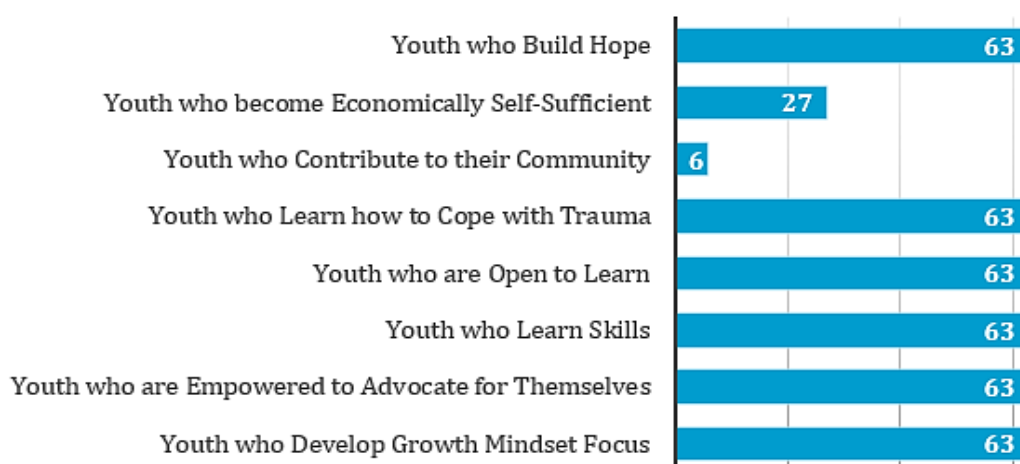 Youth who Build Hope 63
Youth who become Economically Self-Sufficient 27
Youth who Contribute to their Community 6
Youth who Learn how to Cope with Trauma 63
Youth who are Open to Learn 63
Youth who Learn Skills 63
Youth who are Empowered to Advocate for Themselves 63
Youth who Develop Growth Mindset Focus 63